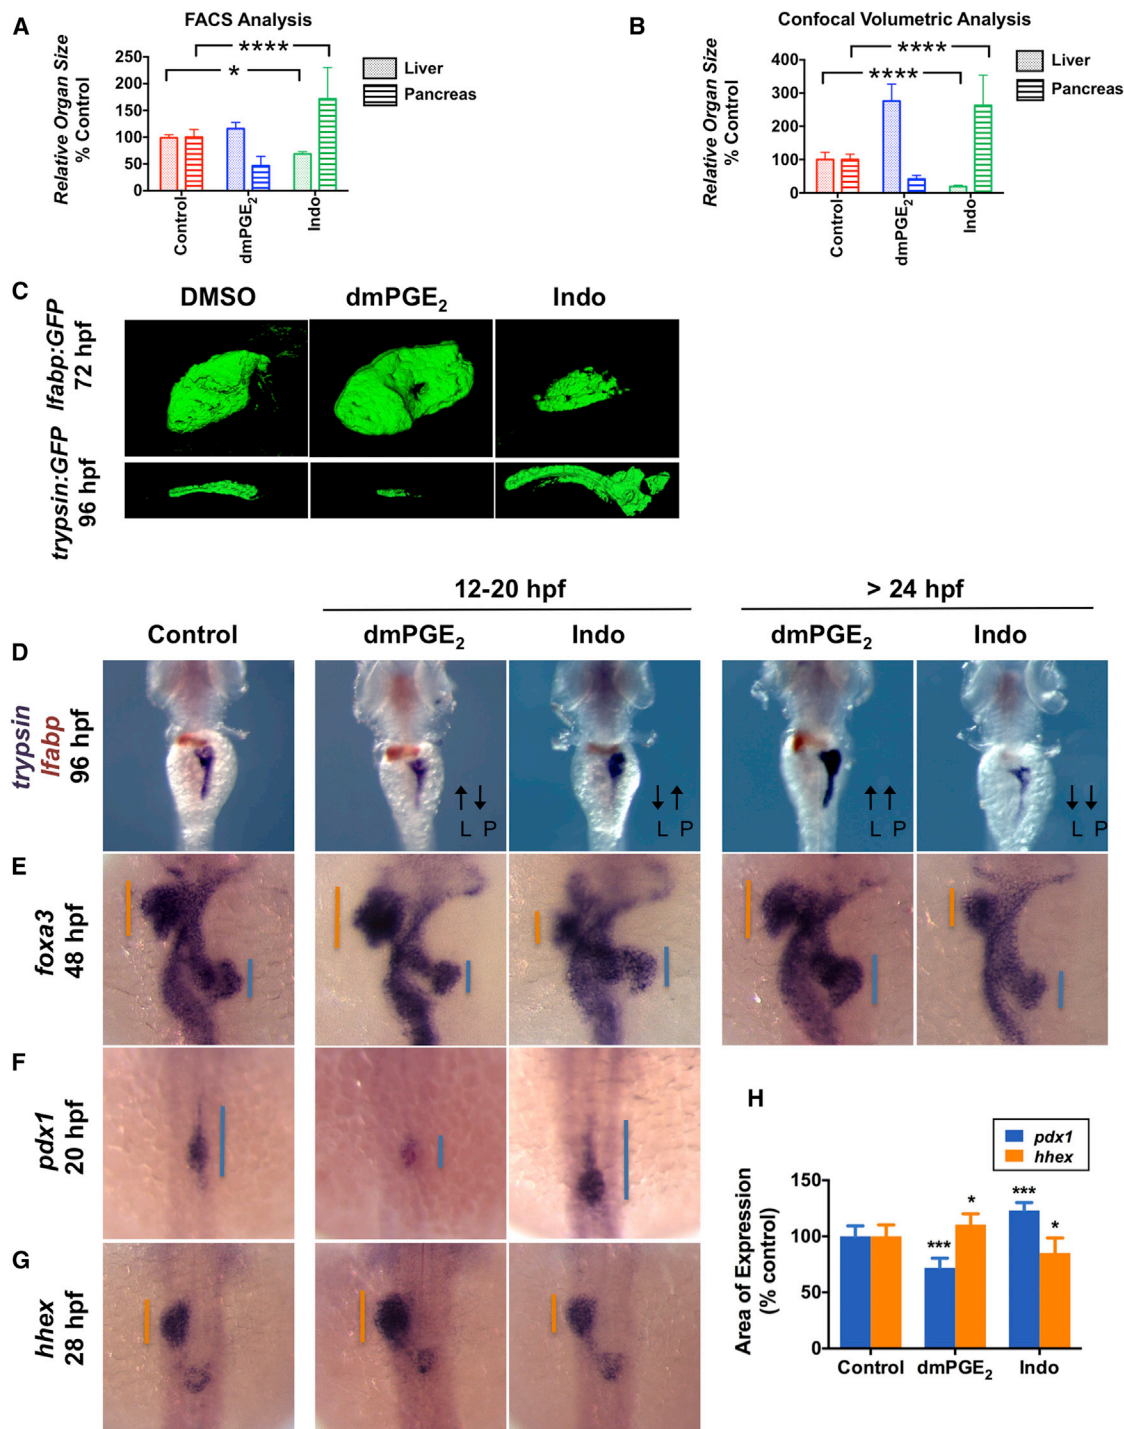 A
FACS Analysis
Relative Organ Size
% Control
250
200
150
100
50
0
****
*
Liver
Pancreas
Control
dmPGE2
Indo
B
Confocal Volumetric Analysis
Relative Organ Size
% Control
400
300
200
100
0
****
****
Liver
Pancreas
Control
dmPGE2
Indo
C
DMSO
dmPGE2
Indo
lfabp:GFP
72 hpf
trypsin:GFP
96 hpf
12-20 hpf
> 24 hpf
Control
dmPGE2
Indo
dmPGE2
Indo
D
trypsin
lfabp
96 hpf
↑ ↓
L P
↓ ↑
L P
↑ ↑
L P
↓ ↓
L P
E
foxa3
48 hpf
F
pdx1
20 hpf
G
hhex
28 hpf
H
pdx1
hhex
Area of Expression
(% control)
150
100
50
0
***
*
***
*
Control
dmPGE2
Indo